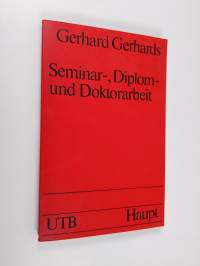 Gerhard Gerhards
Seminar-, Diplom-
und Doktorarbeit
UTB Haupt